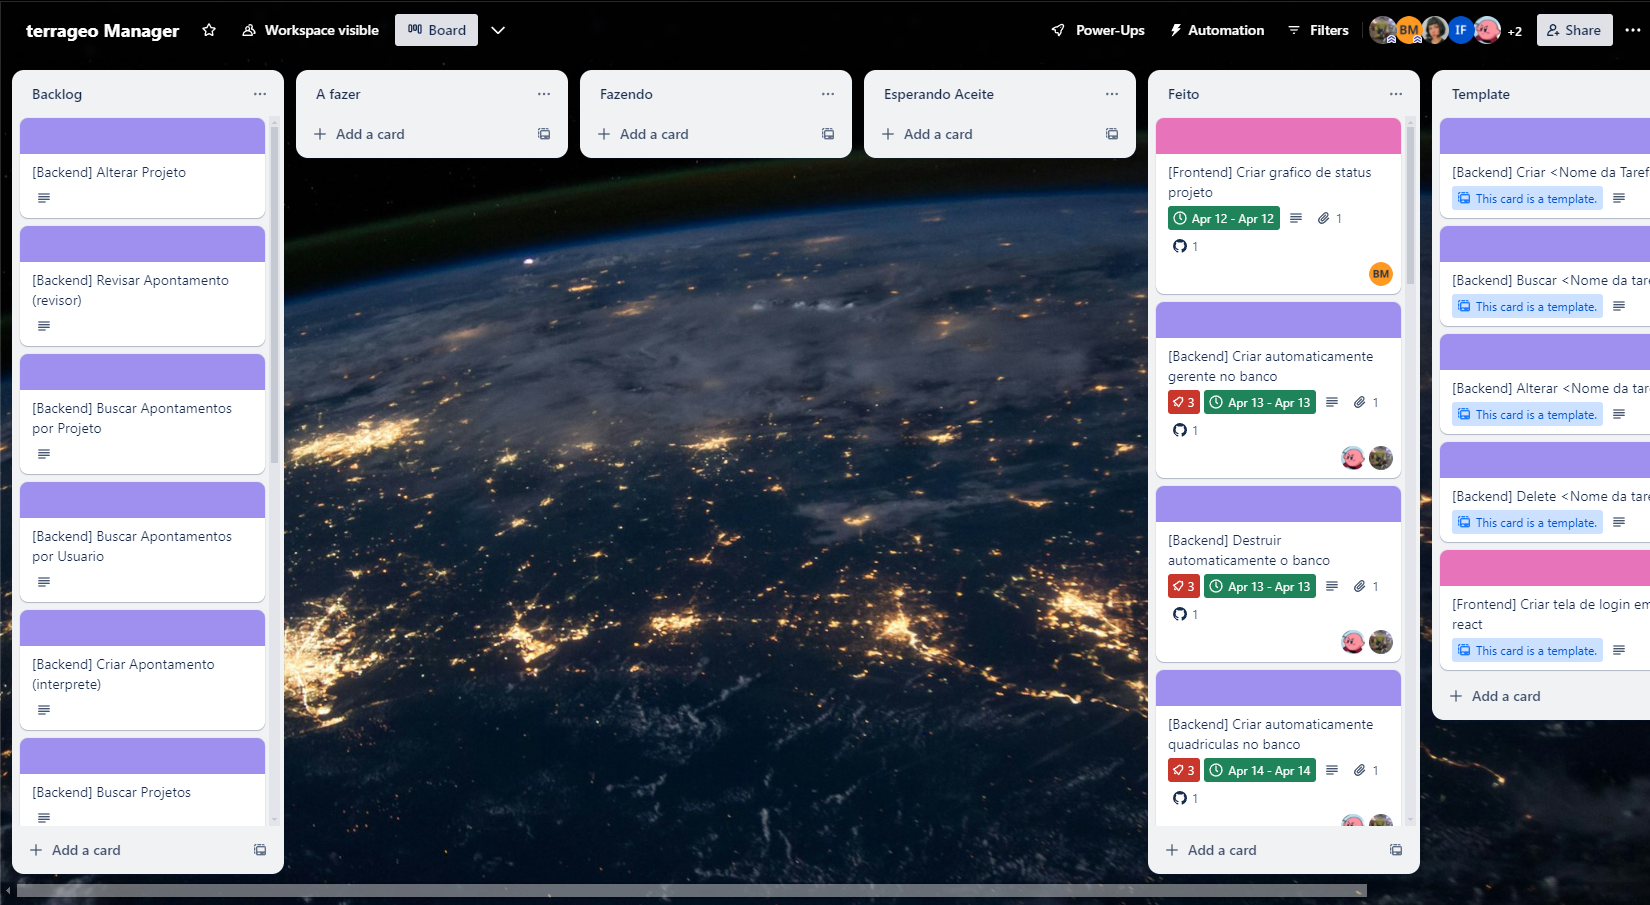 terrageo Manager
Workspace visible
Board
Power-Ups
Automation
Filters
BM
IF
+2
Share
Backlog
[Backend] Alterar Projeto
[Backend] Revisar Apontamento
(revisor)
[Backend] Buscar Apontamentos
por Projeto
[Backend] Buscar Apontamentos
por Usuario
[Backend] Criar Apontamento
(interprete)
[Backend] Buscar Projetos
Add a card
A fazer
Add a card
Fazendo
Add a card
Esperando Aceite
Add a card
Feito
[Frontend] Criar grafico de status
projeto
Apr 12 - Apr 12
1
1
BM
[Backend] Criar automaticamente
gerente no banco
3
Apr 13 - Apr 13
1
1
[Backend] Destruir
automaticamente o banco
3
Apr 13 - Apr 13
1
1
[Backend] Criar automaticamente
quadriculas no banco
3
Apr 14 - Apr 14
1
1
Add a card
Template
[Backend] Criar <Nome da Taref
This card is a template.
[Backend] Buscar <Nome da tare
This card is a template.
[Backend] Alterar <Nome da tar
This card is a template.
[Backend] Delete <Nome da tare
This card is a template.
[Frontend] Criar tela de login em
react
This card is a template.
Add a card